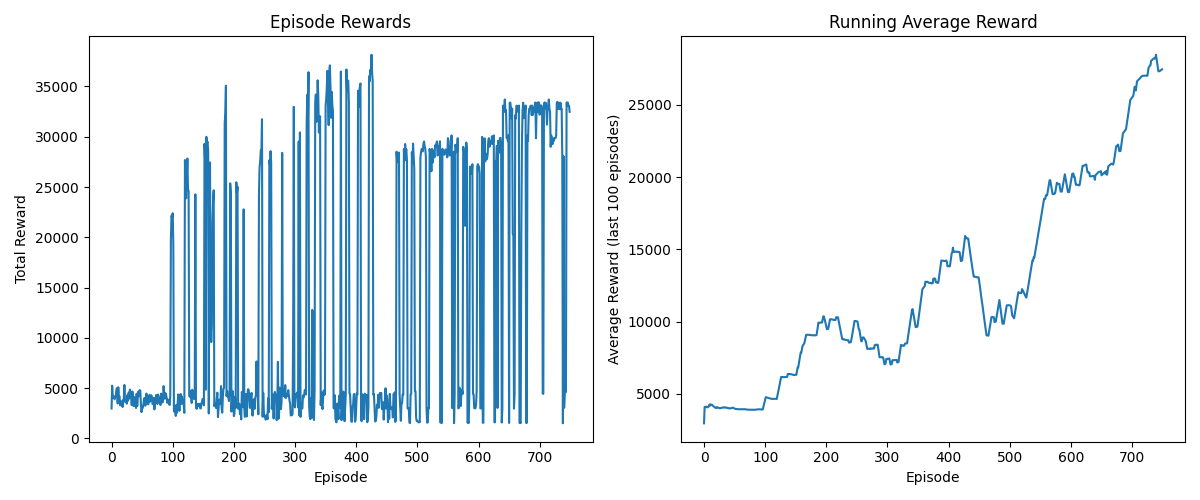 Episode Rewards
Total Reward
35000
30000
25000
20000
15000
10000
5000
0
0 100 200 300 400 500 600 700
Episode
Running Average Reward
Average Reward (last 100 episodes)
25000
20000
15000
10000
5000
0 100 200 300 400 500 600 700
Episode